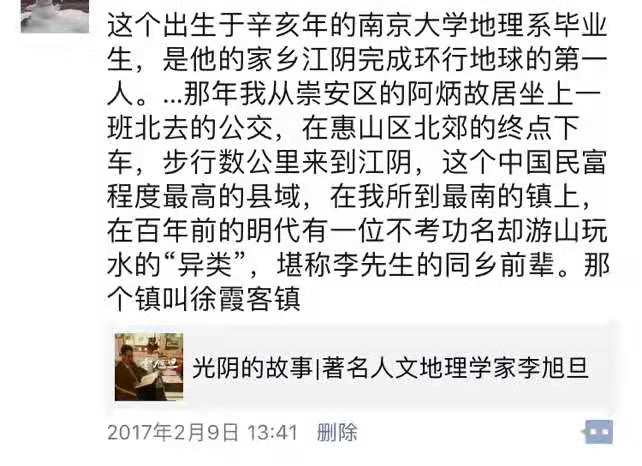 这个出生于辛亥年的南京大学地理系毕业
生，是他的家乡江阴完成环行地球的第一
人。...那年我从崇安区的阿炳故居坐上一
班北去的公交，在惠山区北郊的终点下
车，步行数公里来到江阴，这个中国民富
程度最高的县域，在我所到最南的镇上，
在百年前的明代有一位不考功名却游山玩
水的“异类”，堪称李先生的同乡前辈。那
个镇叫徐霞客镇
光阴的故事|著名人文地理学家李旭旦
2017年2月9日 13:41 删除